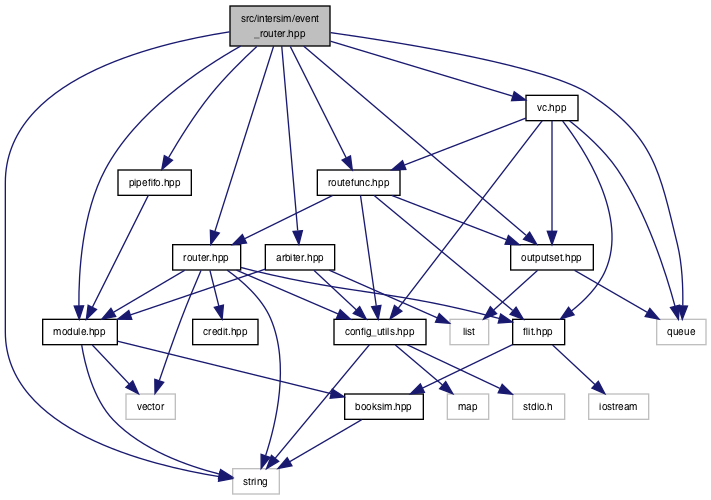 src/intersim/event
_router.hpp
vc.hpp
pipefifo.hpp
routefunc.hpp
router.hpp
arbiter.hpp
outputset.hpp
module.hpp
credit.hpp
config_utils.hpp
list
flit.hpp
queue
vector
booksim.hpp
map
stdio.h
iostream
string